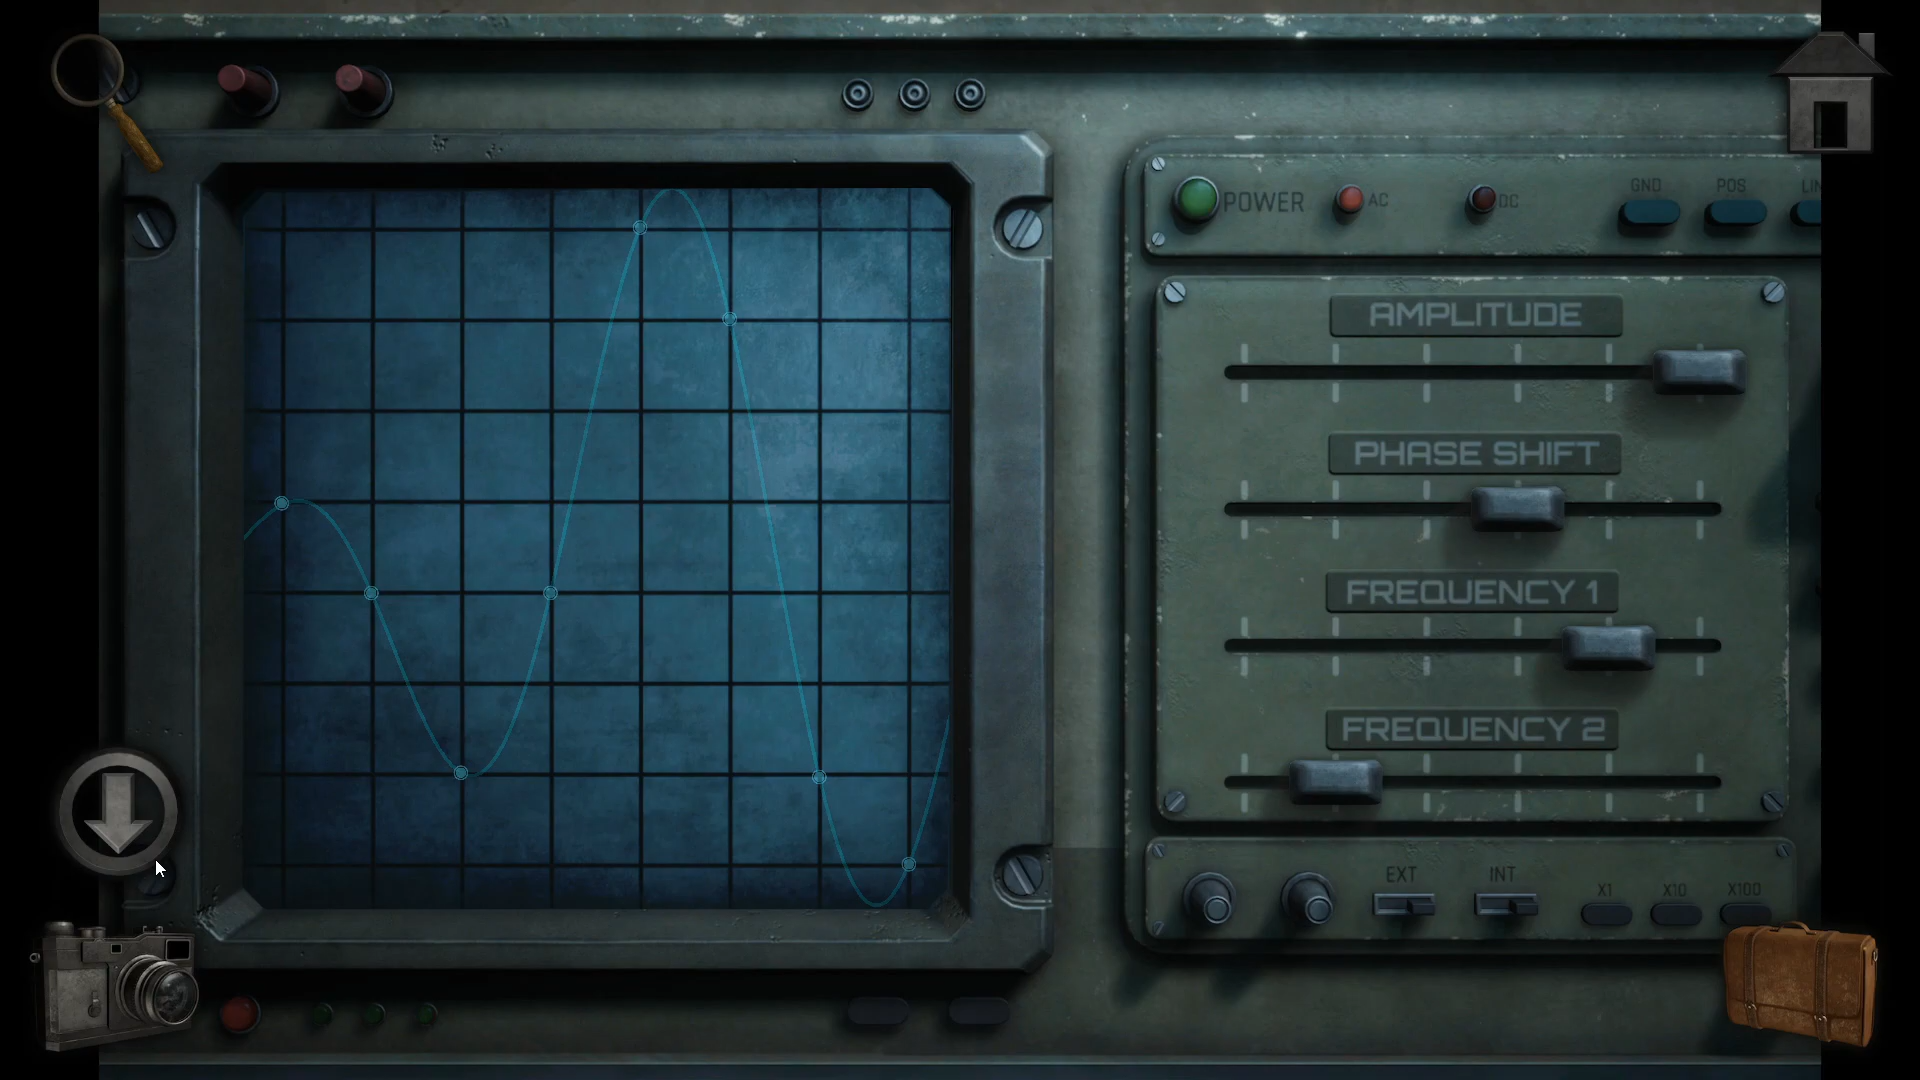 POWER
AC
DC
GND
POS
AMPLITUDE
PHASE SHIFT
FREQUENCY 1
FREQUENCY 2
EXT
INT
X1
X10
X100